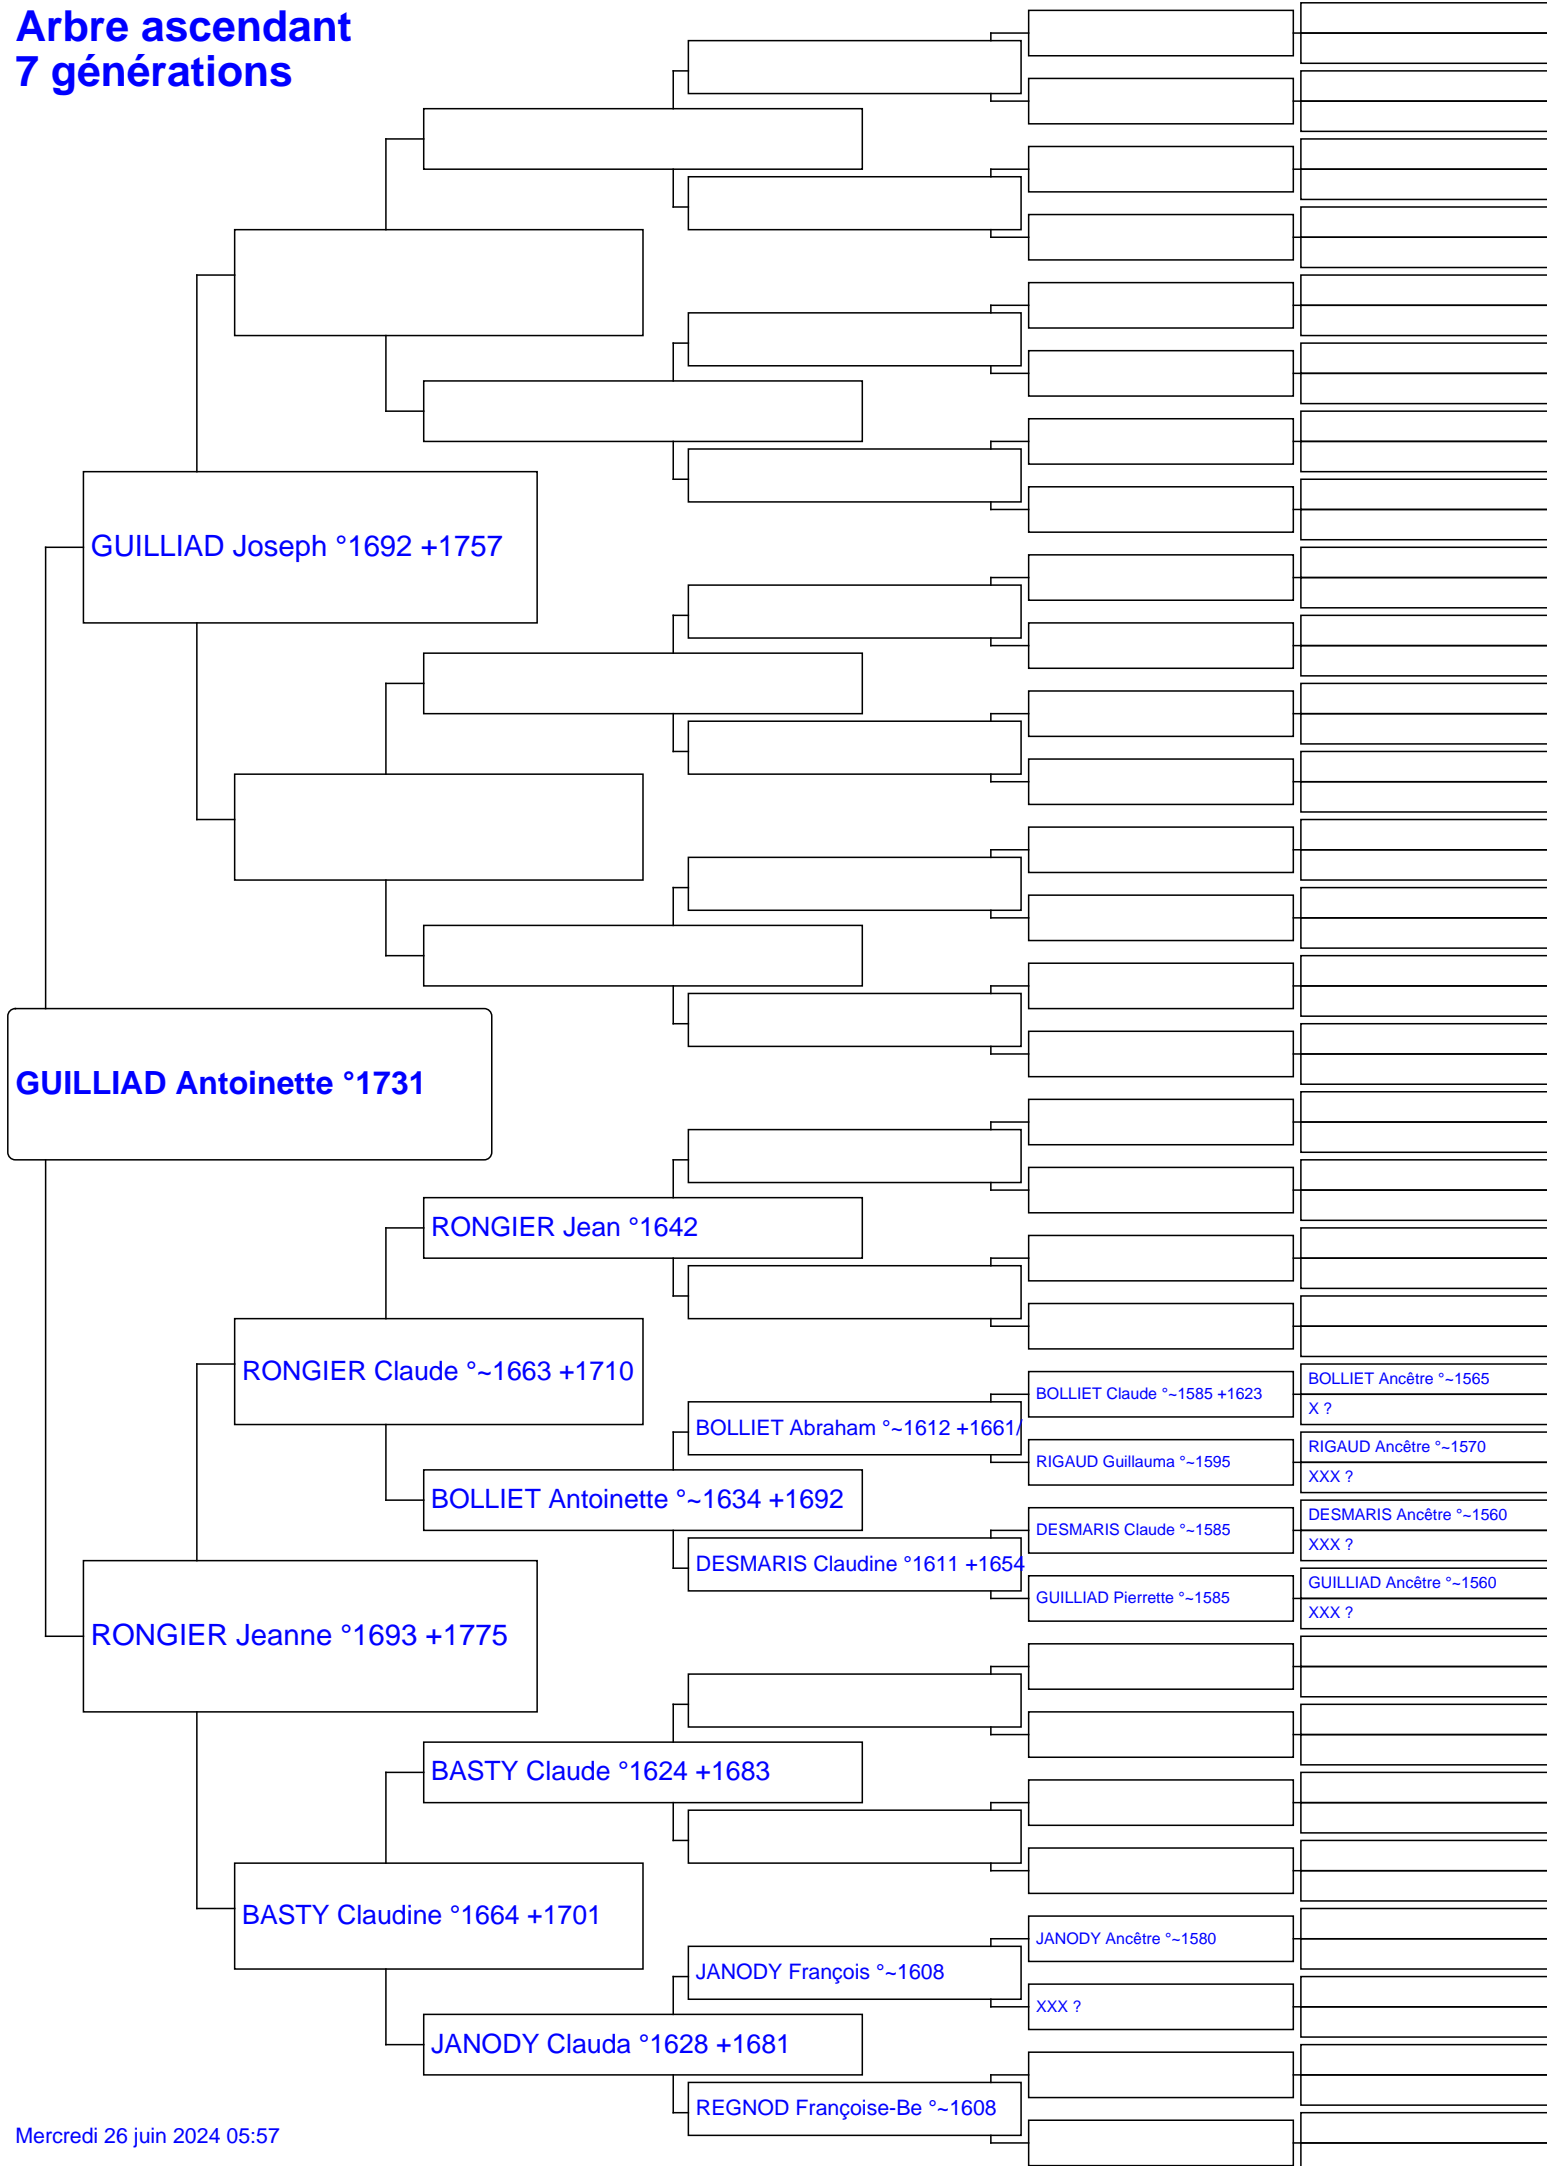 Arbre ascendant
7 générations
GUILLIAD Joseph °1692 +1757
GUILLIAD Antoinette °1731
RONGIER Jean °1642
RONGIER Claude °~1663 +1710
BOLLIET Claude °~1585 +1623
BOLLIET Ancêtre °~1565
X ?
BOLLIET Abraham °~1612 +1661/
RIGAUD Guillauma °~1595
RIGAUD Ancêtre °~1570
XXX ?
BOLLIET Antoinette °~1634 +1692
DESMARIS Claude °~1585
DESMARIS Ancêtre °~1560
XXX ?
DESMARIS Claudine °1611 +1654
GUILLIAD Pierrette °~1585
GUILLIAD Ancêtre °~1560
XXX ?
RONGIER Jeanne °1693 +1775
BASTY Claude °1624 +1683
BASTY Claudine °1664 +1701
JANODY Ancêtre °~1580
JANODY François °~1608
XXX ?
JANODY Clauda °1628 +1681
REGNOD Françoise-Be °~1608
Mercredi 26 juin 2024 05:57